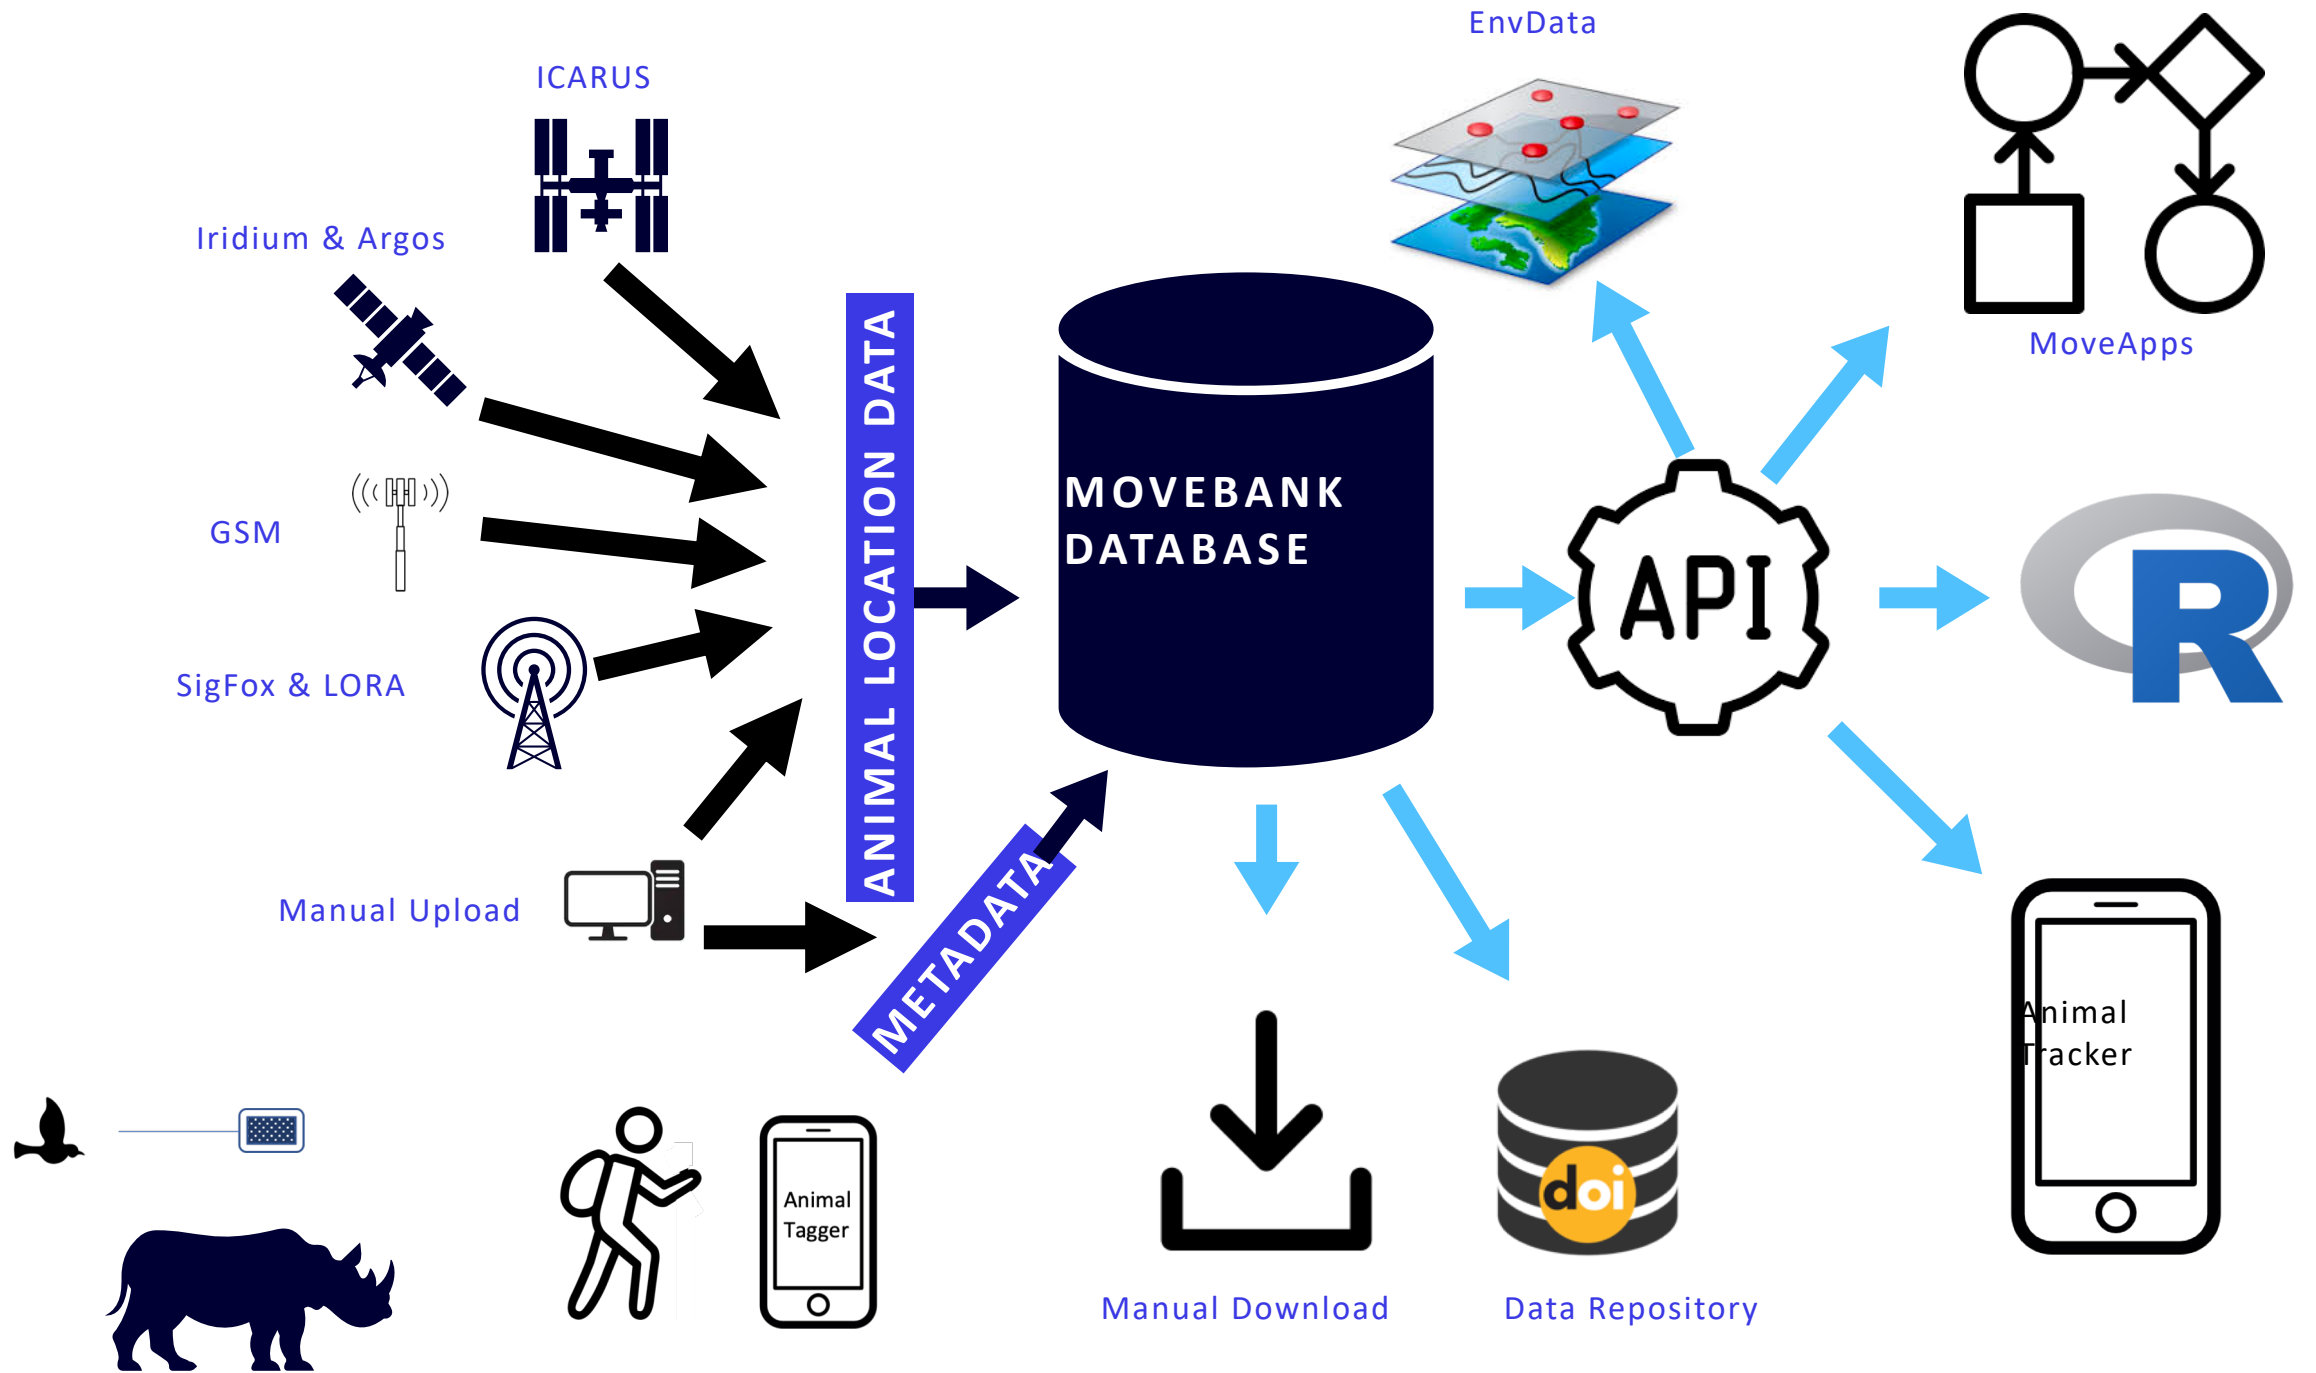 EnvData
ICARUS
Iridium & Argos
MoveApps
ANIMAL LOCATION DATA
MOVEBANK
DATABASE
GSM
API
R
SigFox & LORA
Manual Upload
METADATA
Animal
Tracker
Animal
Tagger
doi
Manual Download
Data Repository